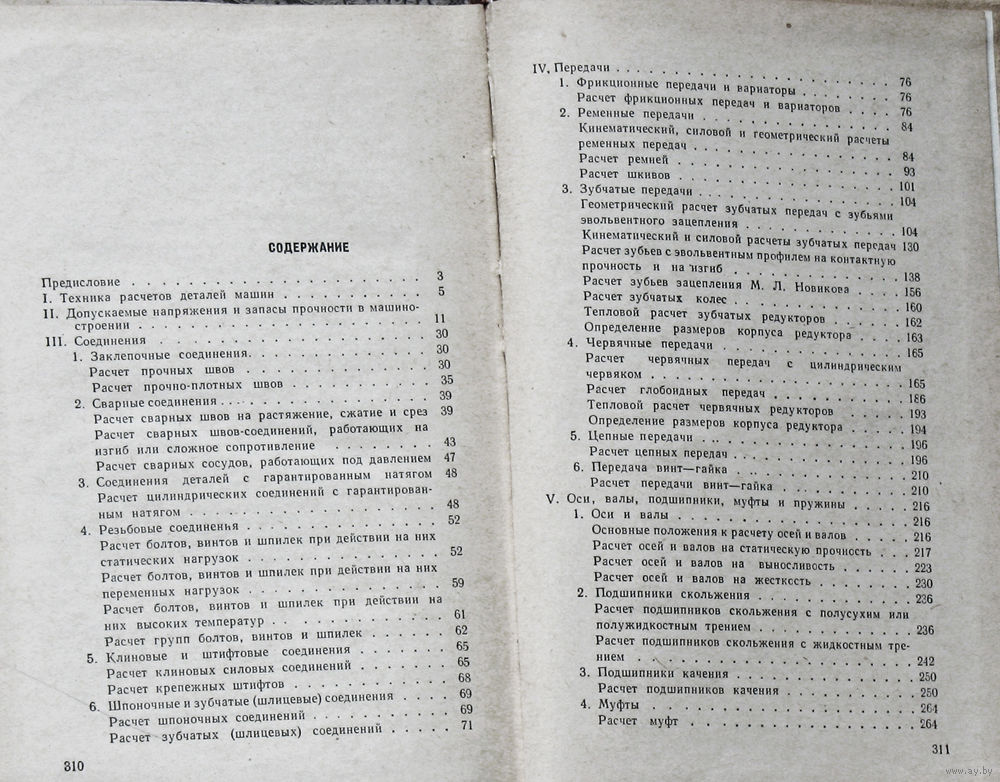 СОДЕРЖАНИЕ
Предисловие . . . . . . . . . . . . . . . . . . . . 3
I. Техника расчетов деталей машин . . . . . . . . . . 5
II. Допускаемые напряжения и запасы прочности в машино-
строении . . . . . . . . . . . . . . . . . . . . 11
III. Соединения . . . . . . . . . . . . . . . . . . . . 30
1. Заклепочные соединения. . . . . . . . . . . . . . 30
Расчет прочных швов . . . . . . . . . . . . . . 30
Расчет прочно-плотных швов . . . . . . . . . . 35
2. Сварные соединения . . . . . . . . . . . . . . . . 39
Расчет сварных швов на растяжение, сжатие и срез 39
Расчет сварных швов-соединений, работающих на
изгиб или сложное сопротивление . . . . . . . . 43
Расчет сварных сосудов, работающих под давлением 47
3. Соединения деталей с гарантированным натягом 48
Расчет цилиндрических соединений с гарантирован-
ным натягом . . . . . . . . . . . . . . . . . . 48
4. Резьбовые соединенья . . . . . . . . . . . . . . 52
Расчет болтов, винтов и шпилек при действии на них
статических нагрузок . . . . . . . . . . . . . . 52
Расчет болтов, винтов и шпилек при действии на них
переменных нагрузок . . . . . . . . . . . . . . 59
Расчет болтов, винтов и шпилек при действии на
них высоких температур . . . . . . . . . . . . 61
Расчет групп болтов, винтов и шпилек . . . . . . 62
5. Клиновые и штифтовые соединения . . . . . . . . 65
Расчет клиновых силовых соединений . . . . . . 65
Расчет крепежных штифтов . . . . . . . . . . . . 68
6. Шпоночные и зубчатые (шлицевые) соединения . . . . 69
Расчет шпоночных соединений . . . . . . . . . . 69
Расчет зубчатых (шлицевых) соединений . . . . . 71
310
IV. Передачи . . . . . . . . . . . . . . . . . . . . 76
1. Фрикционные передачи и вариаторы . . . . . . . . 76
Расчет фрикционных передач и вариаторов . . . . 76
2. Ременные передачи . . . . . . . . . . . . . . . . 84
Кинематический, силовой и геометрический расчеты
ременных передач . . . . . . . . . . . . . . . . 84
Расчет ремней . . . . . . . . . . . . . . . . . . 93
Расчет шкивов . . . . . . . . . . . . . . . . . . 101
3. Зубчатые передачи . . . . . . . . . . . . . . . . 104
Геометрический расчет зубчатых передач с зубьями
эвольвентного зацепления . . . . . . . . . . . . 104
Кинематический и силовой расчеты зубчатых передач 130
Расчет зубьев с эвольвентным профилем на контактную
прочность и на изгиб . . . . . . . . . . . . . . 138
Расчет зубьев зацепления М. Л. Новикова . . . . 156
Расчет зубчатых колес . . . . . . . . . . . . . . 160
Тепловой расчет зубчатых редукторов . . . . . . 162
Определение размеров корпуса редуктора . . . . 163
4. Червячные передачи . . . . . . . . . . . . . . . . 165
Расчет червячных передач с цилиндрическим
червяком . . . . . . . . . . . . . . . . . . . . 165
Расчет глобоидных передач . . . . . . . . . . . . 186
Тепловой расчет червячных редукторов . . . . . . 193
Определение размеров корпуса редуктора . . . . . 194
5. Цепные передачи . . . . . . . . . . . . . . . . . . 196
Расчет цепных передач . . . . . . . . . . . . . . 196
6. Передача винт—гайка . . . . . . . . . . . . . . . . 210
Расчет передачи винт—гайка . . . . . . . . . . . 210
V. Оси, валы, подшипники, муфты и пружины . . . . . . 216
1. Оси и валы . . . . . . . . . . . . . . . . . . . . 216
Основные положения к расчету осей и валов . . . . . 216
Расчет осей и валов на статическую прочность . . . . 217
Расчет осей и валов на выносливость . . . . . . 223
Расчет осей и валов на жесткость . . . . . . . . 230
2. Подшипники скольжения . . . . . . . . . . . . . . 236
Расчет подшипников скольжения с полусухим или
полужидкостным трением . . . . . . . . . . . . . 236
Расчет подшипников скольжения с жидкостным тре-
нием . . . . . . . . . . . . . . . . . . . . . . 242
3. Подшипники качения . . . . . . . . . . . . . . . . 250
Расчет подшипников качения . . . . . . . . . . . 250
4. Муфты . . . . . . . . . . . . . . . . . . . . . . 264
Расчет муфт . . . . . . . . . . . . . . . . . . 264
311
www.ay.by